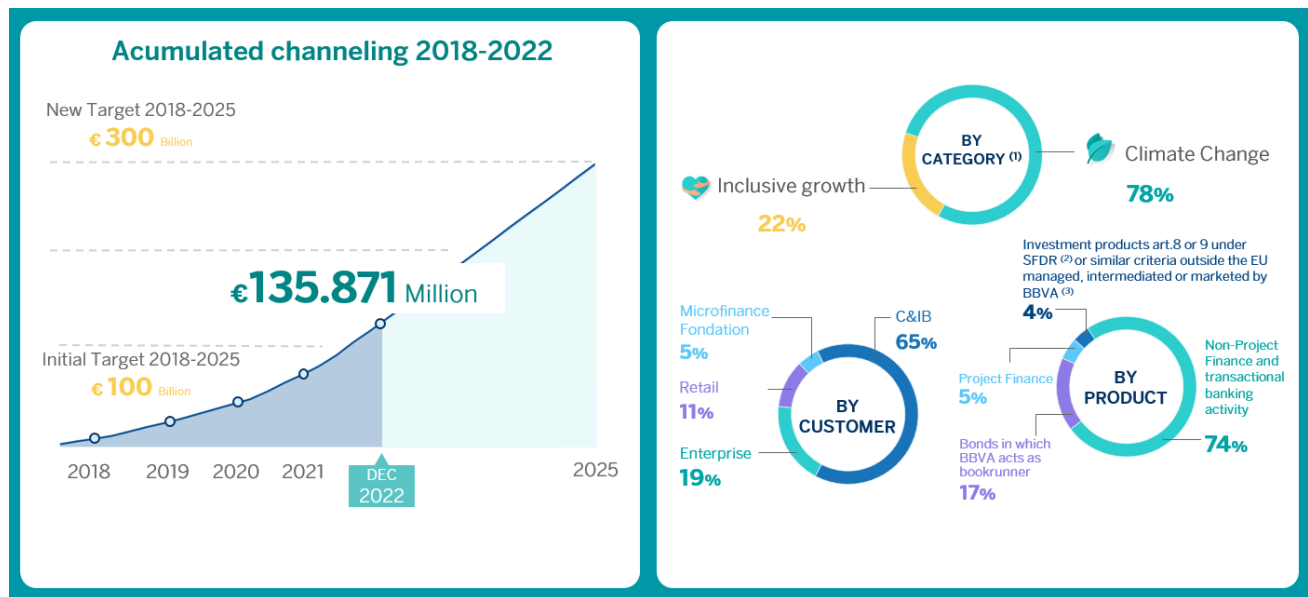 Acumulated channeling 2018-2022
New Target 2018-2025
€ 300 Billion
€135.871 Million
Initial Target 2018-2025
€ 100 Billion
2018
2019
2020
2021
DEC
2022
2025
BY
CATEGORY (1)
Climate Change
78%
Inclusive growth
22%
BY
CUSTOMER
Microfinance
Fondation
5%
C&IB
65%
Retail
11%
Enterprise
19%
Investment products art.8 or 9 under
SFDR (2) or similar criteria outside the EU
managed, intermediated or marketed by
BBVA (3)
4%
BY
PRODUCT
Project Finance
5%
Non-Project
Finance and
transactional
banking
activity
74%
Bonds in which
BBVA acts as
bookrunner
17%